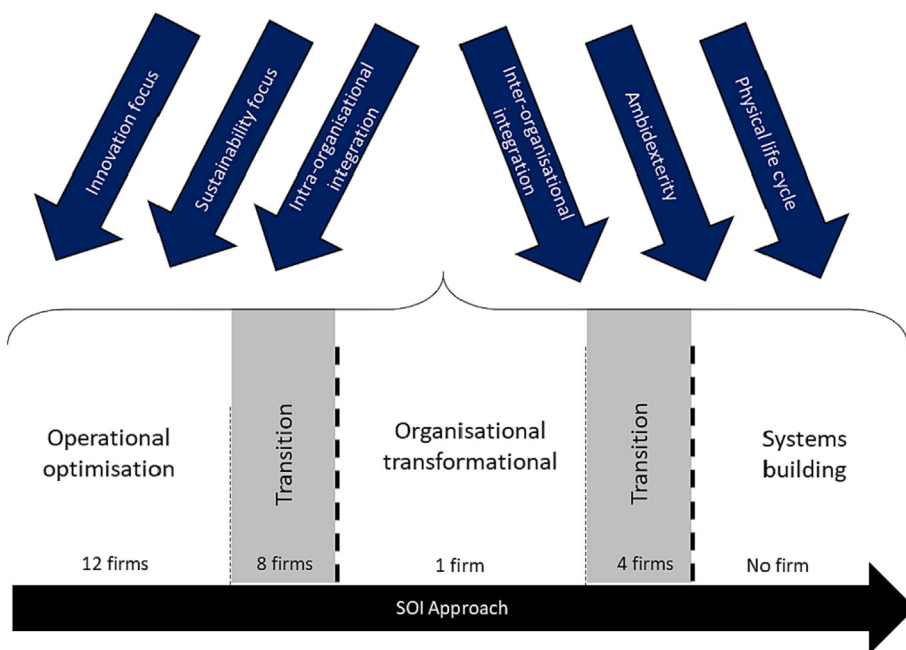 Innovation focus
Sustainability focus
Intra-organisational
integration
Inter-organisational
integration
Ambidexterity
Physical life cycle
Operational
optimisation
Transition
Organisational
transformational
Transition
Systems
building
12 firms
8 firms
1 firm
4 firms
No firm
SOI Approach